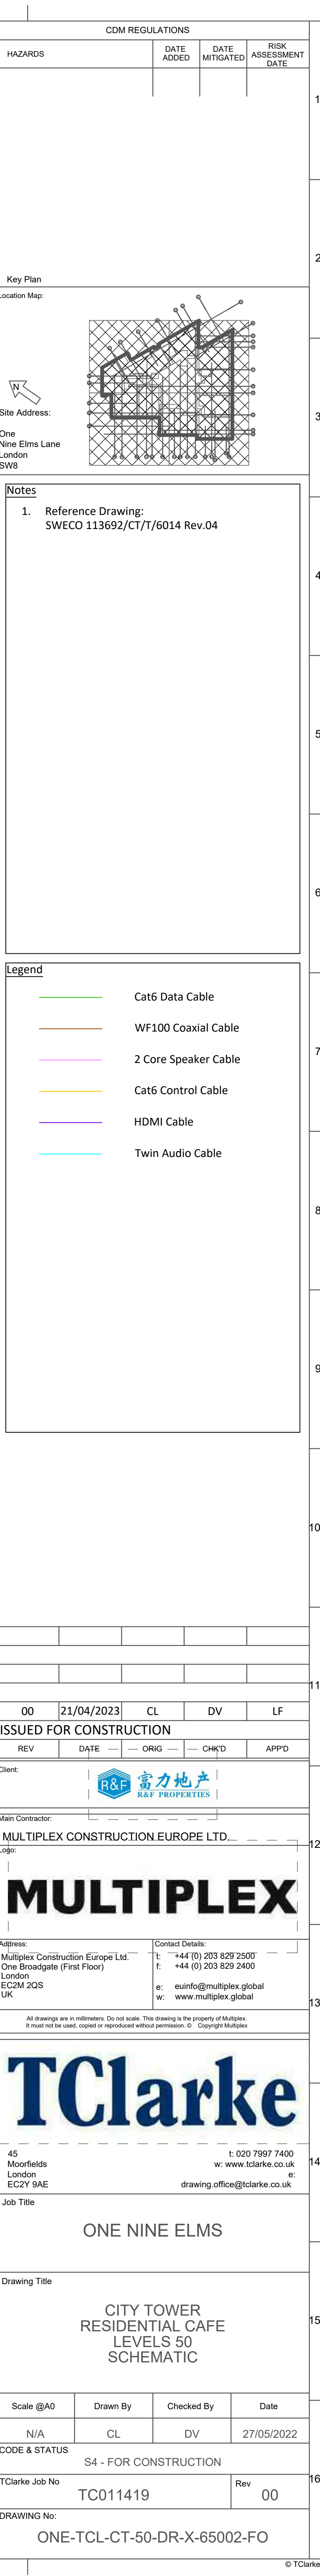 CDM REGULATIONS
HAZARDS
DATE ADDED
DATE MITIGATED
RISK ASSESSMENT DATE
1
2
Key Plan
Location Map:
N
Site Address:
3
One
Nine Elms Lane
London
SW8
Notes
1. Reference Drawing:
SWECO 113692/CT/T/6014 Rev.04
4
5
6
Legend
Cat6 Data Cable
WF100 Coaxial Cable
2 Core Speaker Cable
7
Cat6 Control Cable
HDMI Cable
Twin Audio Cable
8
9
10
11
00 21/04/2023 CL DV LF
ISSUED FOR CONSTRUCTION
REV DATE ORIG CHK'D APP'D
Client:
R&F 富力地产
R&F PROPERTIES
Main Contractor:
MULTIPLEX CONSTRUCTION EUROPE LTD.
12
Logo:
MULTIPLEX
Address:
Multiplex Construction Europe Ltd.
One Broadgate (First Floor)
London
EC2M 2QS
UK
Contact Details:
t: +44 (0) 203 829 2500
f: +44 (0) 203 829 2400
e: euinfo@multiplex.global
w: www.multiplex.global
13
All drawings are in millimeters. Do not scale. This drawing is the property of Multiplex.
It must not be used, copied or reproduced without permission. © Copyright Multiplex
TClarke
45
Moorfields
London
EC2Y 9AE
t: 020 7997 7400
w: www.tclarke.co.uk
e:
drawing.office@tclarke.co.uk
14
Job Title
ONE NINE ELMS
Drawing Title
CITY TOWER
RESIDENTIAL CAFE
LEVELS 50
SCHEMATIC
15
Scale @A0 Drawn By Checked By Date
N/A CL DV 27/05/2022
CODE & STATUS
S4 - FOR CONSTRUCTION
TClarke Job No
TC011419
Rev
00
16
DRAWING No:
ONE-TCL-CT-50-DR-X-65002-FO
© TClarke